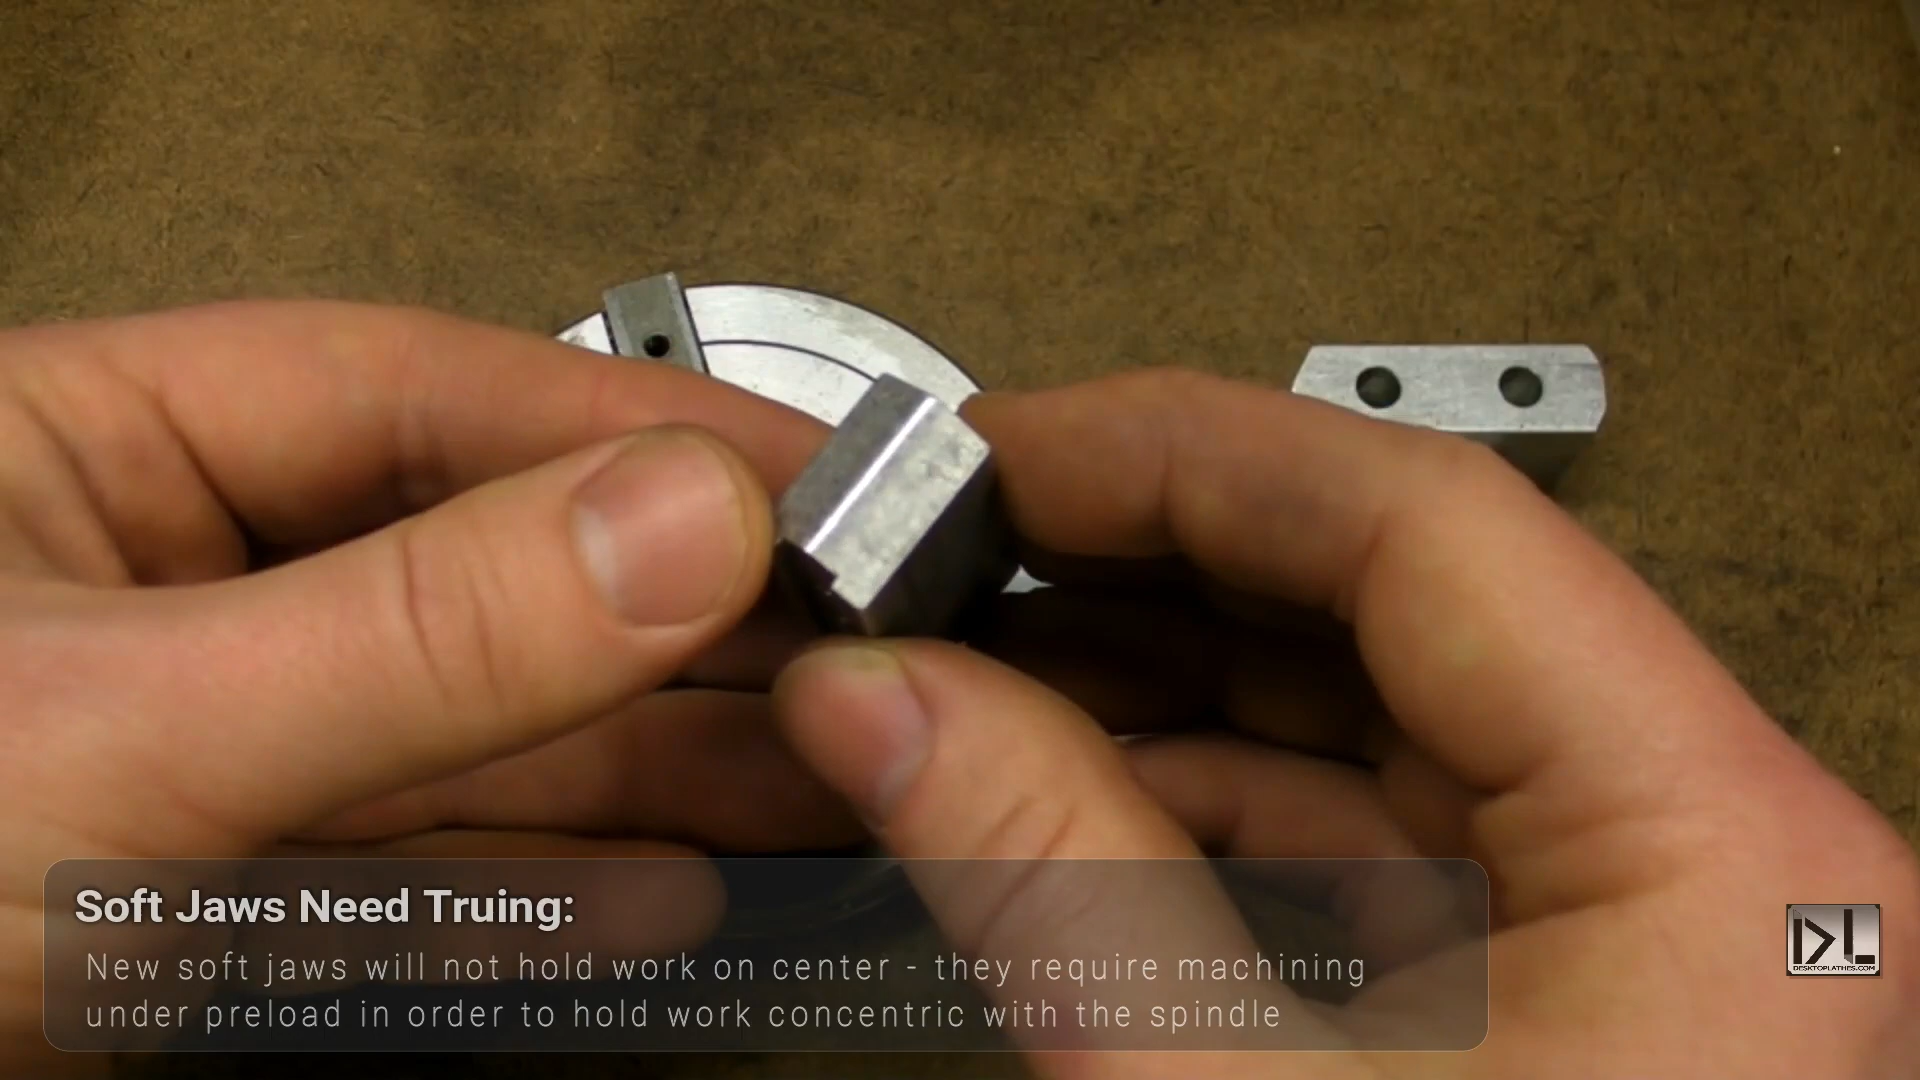 Soft Jaws Need Truing:
New soft jaws will not hold work on center - they require machining
under preload in order to hold work concentric with the spindle
DL
DESKTOPLATHES.COM